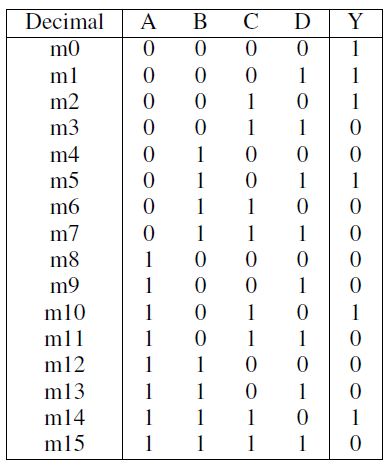 Decimal A B C D Y
m0 0 0 0 0 1
m1 0 0 0 1 1
m2 0 0 1 0 1
m3 0 0 1 1 0
m4 0 1 0 0 0
m5 0 1 0 1 1
m6 0 1 1 0 0
m7 0 1 1 1 0
m8 1 0 0 0 0
m9 1 0 0 1 0
m10 1 0 1 0 1
m11 1 0 1 1 0
m12 1 1 0 0 0
m13 1 1 0 1 0
m14 1 1 1 0 1
m15 1 1 1 1 0